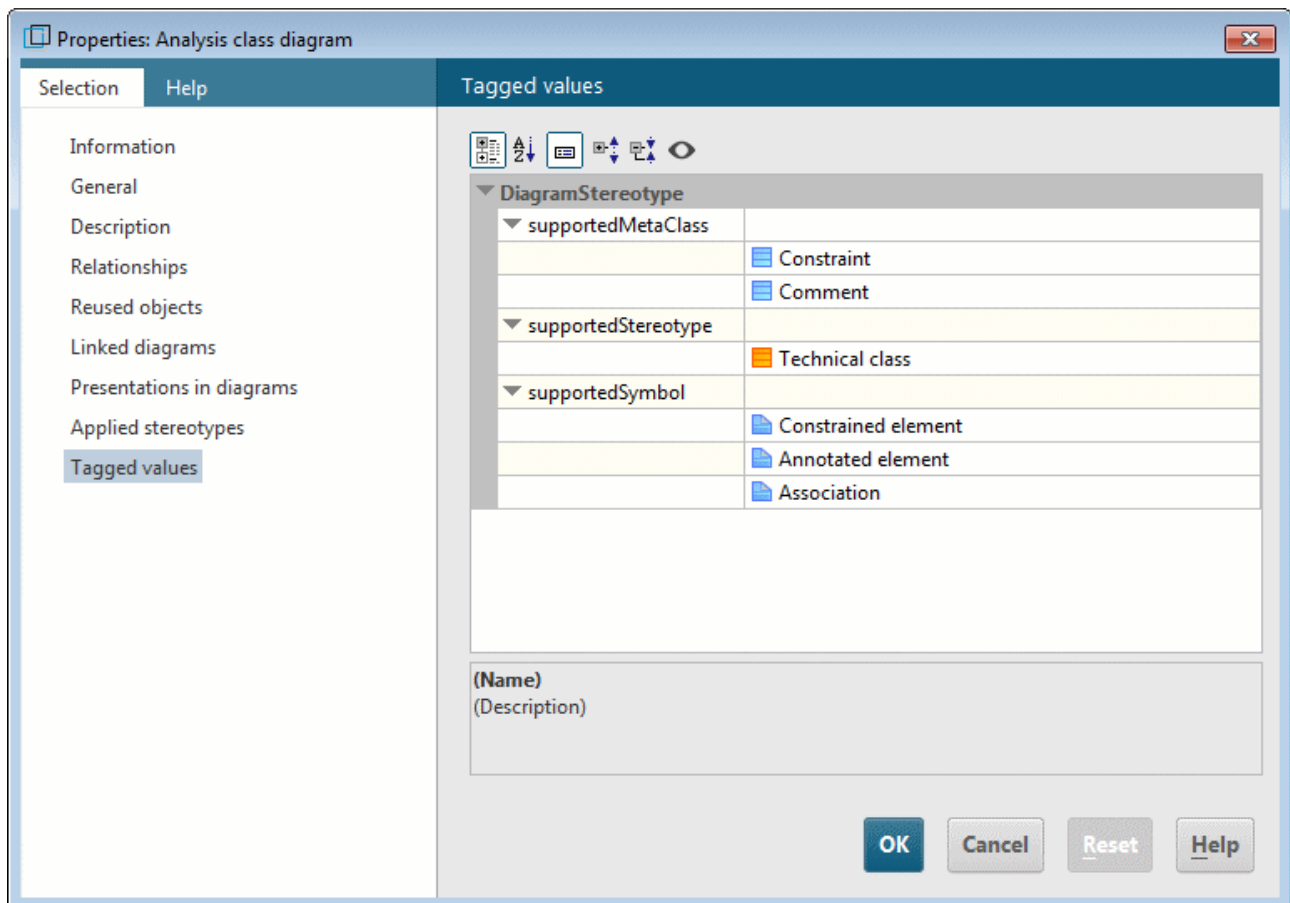 Properties: Analysis class diagram
Selection Help
Tagged values
Information
General
Description
Relationships
Reused objects
Linked diagrams
Presentations in diagrams
Applied stereotypes
Tagged values
DiagramStereotype
supportedMetaClass
Constraint
Comment
supportedStereotype
Technical class
supportedSymbol
Constrained element
Annotated element
Association
(Name)
(Description)
OK Cancel Reset Help